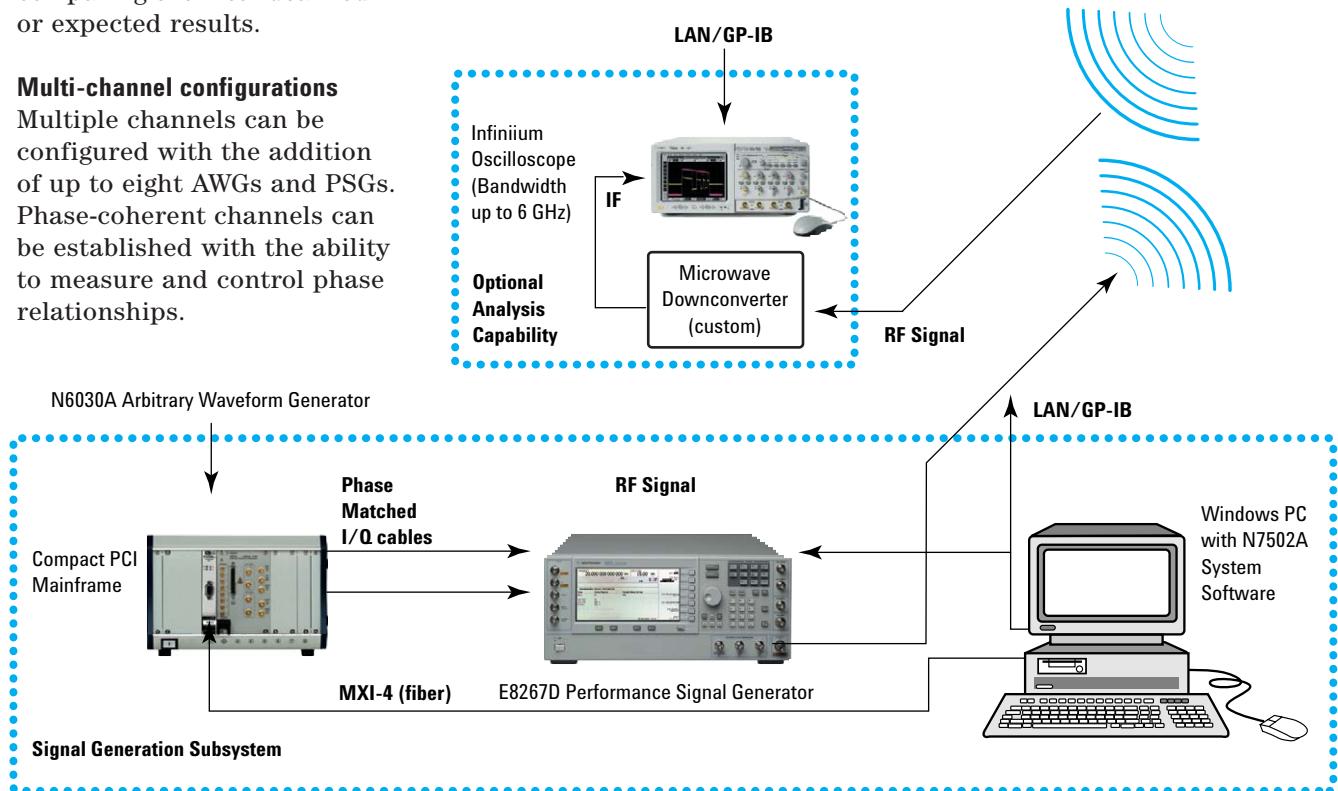 or expected results.
Multi-channel configurations
Multiple channels can be
configured with the addition
of up to eight AWGs and PSGs.
Phase-coherent channels can
be established with the ability
to measure and control phase
relationships.
LAN/GP-IB
Infiniium
Oscilloscope
(Bandwidth
up to 6 GHz)
IF
Optional
Analysis
Capability
Microwave
Downconverter
(custom)
RF Signal
N6030A Arbitrary Waveform Generator
LAN/GP-IB
Phase
Matched
I/Q cables
RF Signal
Compact PCI
Mainframe
Windows PC
with N7502A
System
Software
MXI-4 (fiber)
E8267D Performance Signal Generator
Signal Generation Subsystem